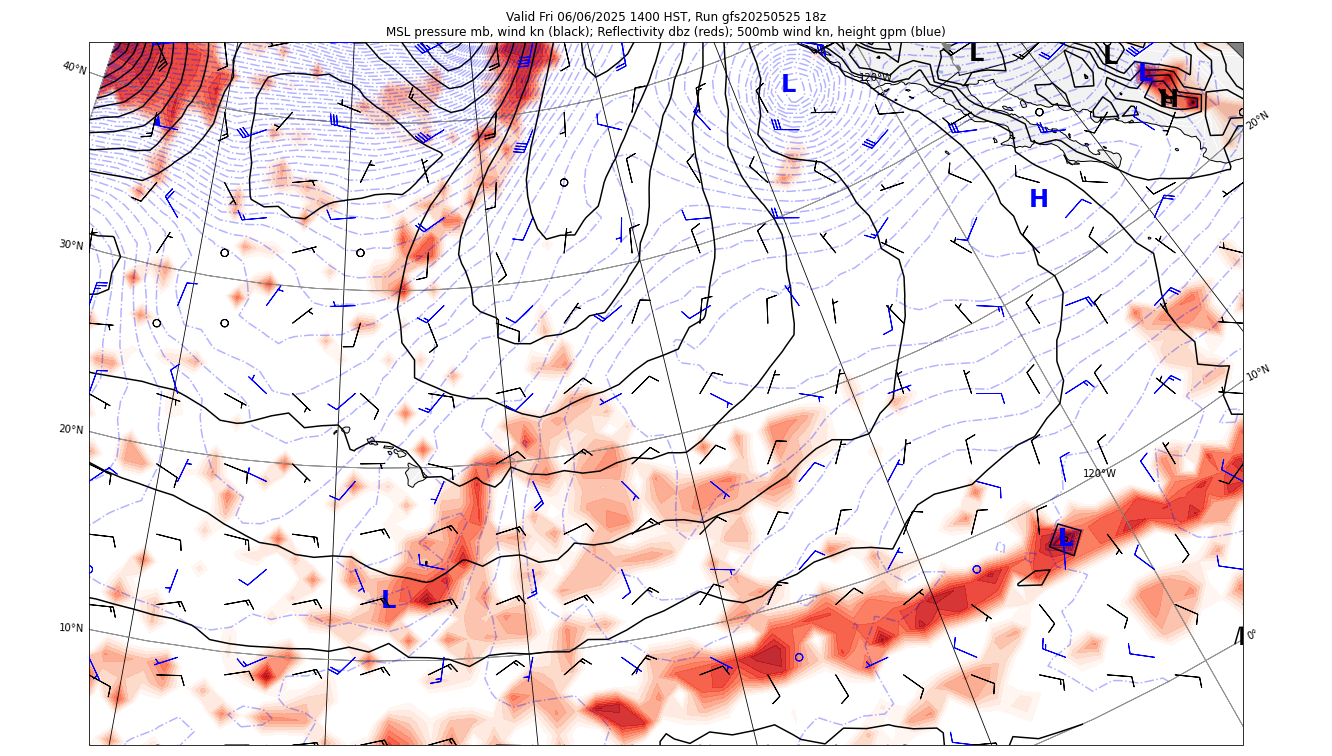 Valid Fri 06/06/2025 1400 HST, Run gfs20250525 18z
MSL pressure mb, wind kn (black); Reflectivity dbz (reds); 500mb wind kn, height gpm (blue)
L
L
40°N
L
L
120°W
H
20°N
H
30°N
10°N
20°N
120°W
L
L
10°N
0°